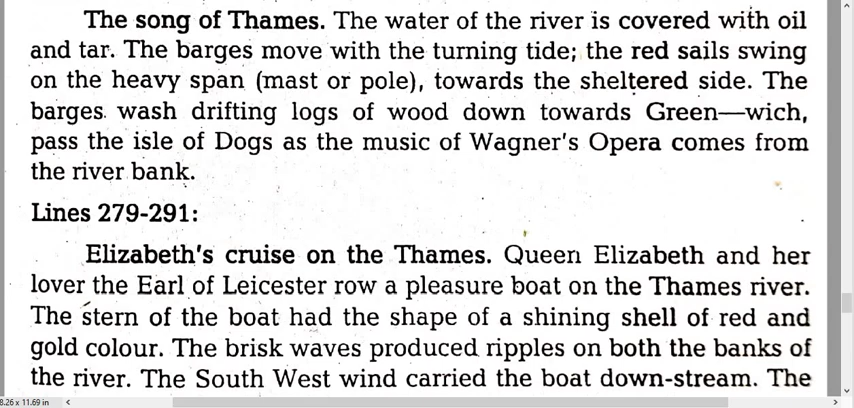 The song of Thames. The water of the river is covered with oil
and tar. The barges move with the turning tide; the red sails swing
on the heavy span (mast or pole), towards the sheltered side. The
barges wash drifting logs of wood down towards Green—wich,
pass the isle of Dogs as the music of Wagner's Opera comes from
the river bank.
Lines 279-291:
Elizabeth's cruise on the Thames. Queen Elizabeth and her
lover the Earl of Leicester row a pleasure boat on the Thames river.
The stern of the boat had the shape of a shining shell of red and
gold colour. The brisk waves produced ripples on both the banks of
the river. The South West wind carried the boat down-stream. The
8.26 x 11.69 in